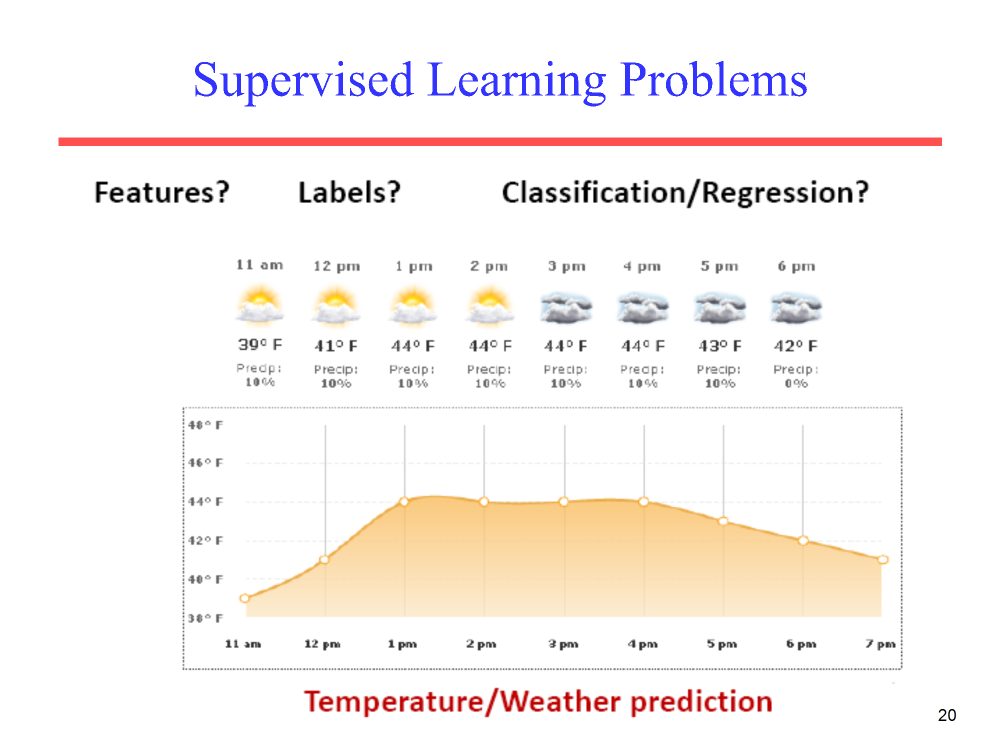 Supervised Learning Problems
Features? Labels? Classification/Regression?
11 am 12 pm 1 pm 2 pm 3 pm 4 pm 5 pm 6 pm
39° F 41° F 44° F 44° F 44° F 44° F 43° F 42° F
Precip: Precip: Precip: Precip: Precip: Precip: Precip: Precip:
10% 10% 10% 10% 10% 10% 10% 0%
48° F
46° F
44° F
42° F
40° F
38° F
11 am 12 pm 1 pm 2 pm 3 pm 4 pm 5 pm 6 pm 7 pm
Temperature/Weather prediction
20